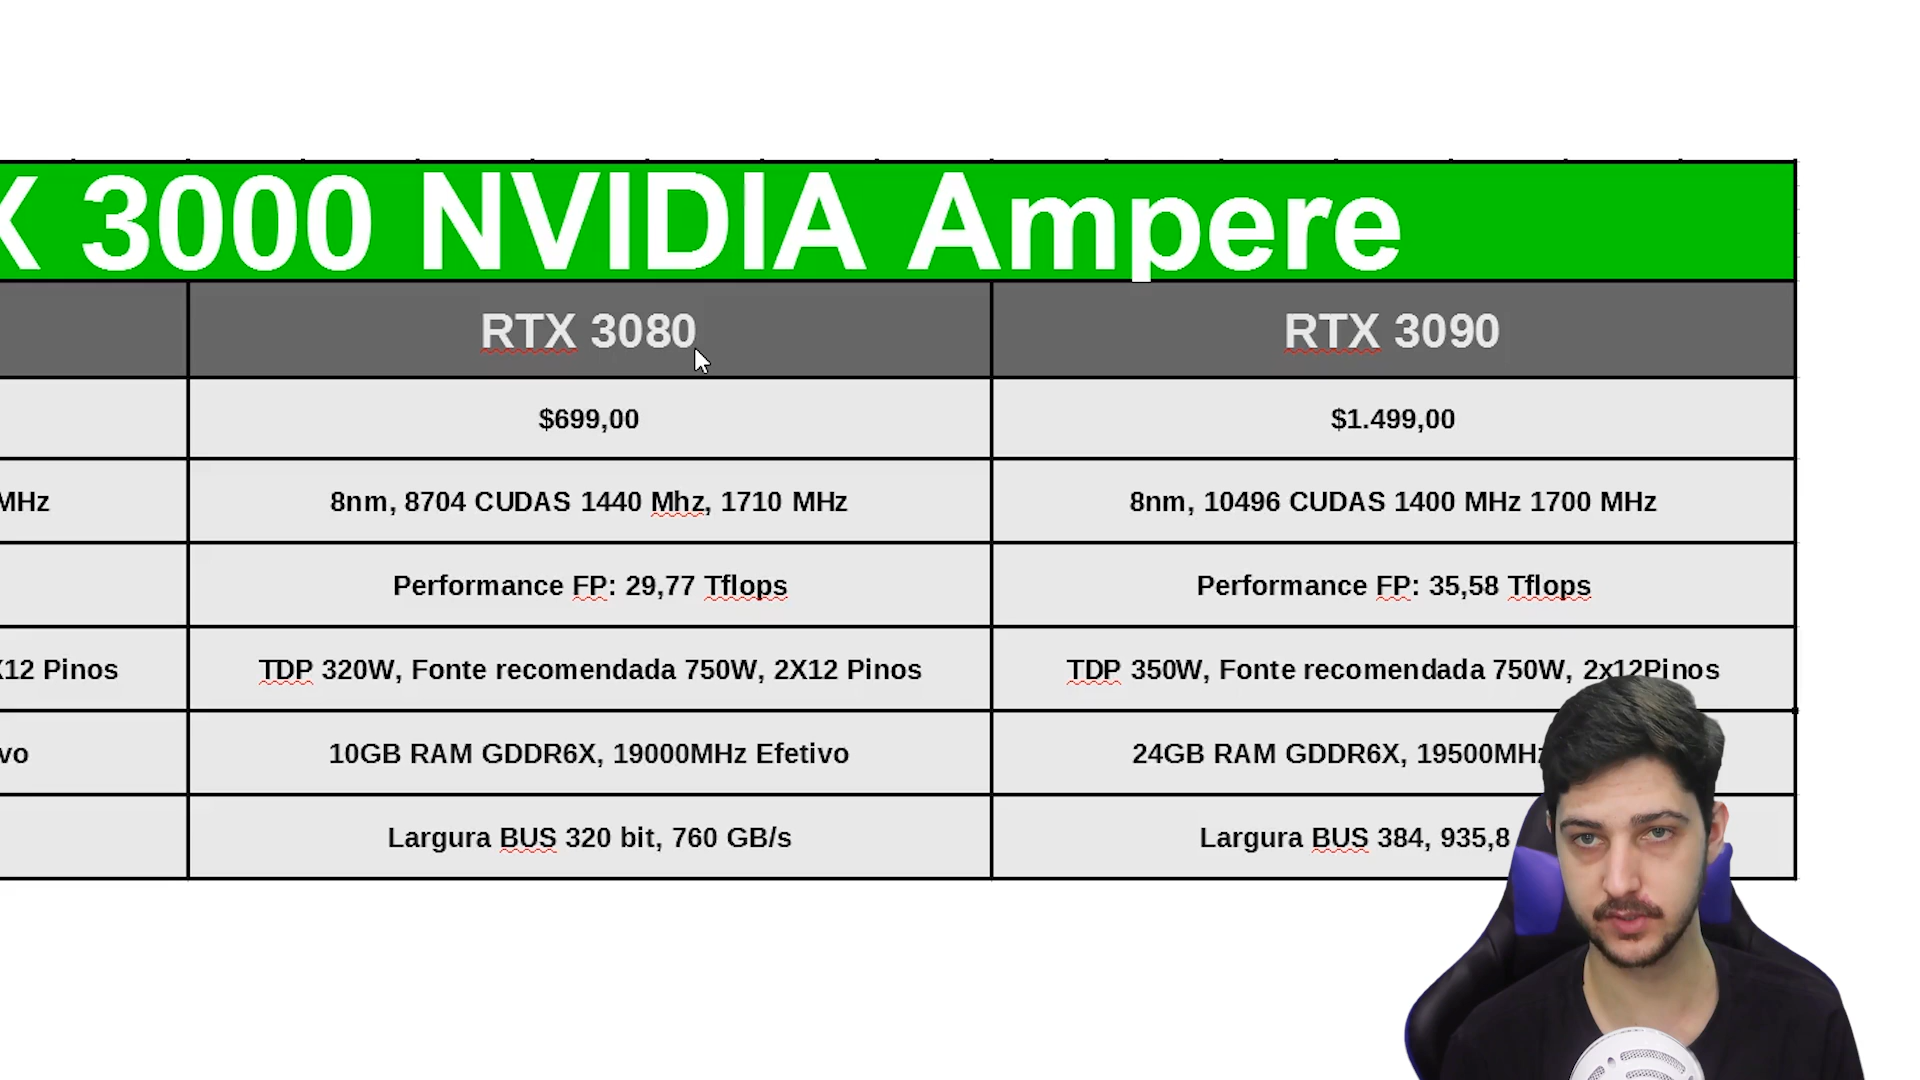 X 3000 NVIDIA Ampere
RTX 3080
RTX 3090
$699,00
$1.499,00
MHz
8nm, 8704 CUDAS 1440 Mhz, 1710 MHz
8nm, 10496 CUDAS 1400 MHz 1700 MHz
Performance FP: 29,77 Tflops
Performance FP: 35,58 Tflops
X12 Pinos
TDP 320W, Fonte recomendada 750W, 2X12 Pinos
TDP 350W, Fonte recomendada 750W, 2x12Pinos
vo
10GB RAM GDDR6X, 19000MHz Efetivo
24GB RAM GDDR6X, 19500MHz
Largura BUS 320 bit, 760 GB/s
Largura BUS 384, 935,8